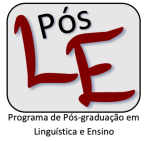 Pós
LE
Programa de Pós-graduação em
Linguística e Ensino